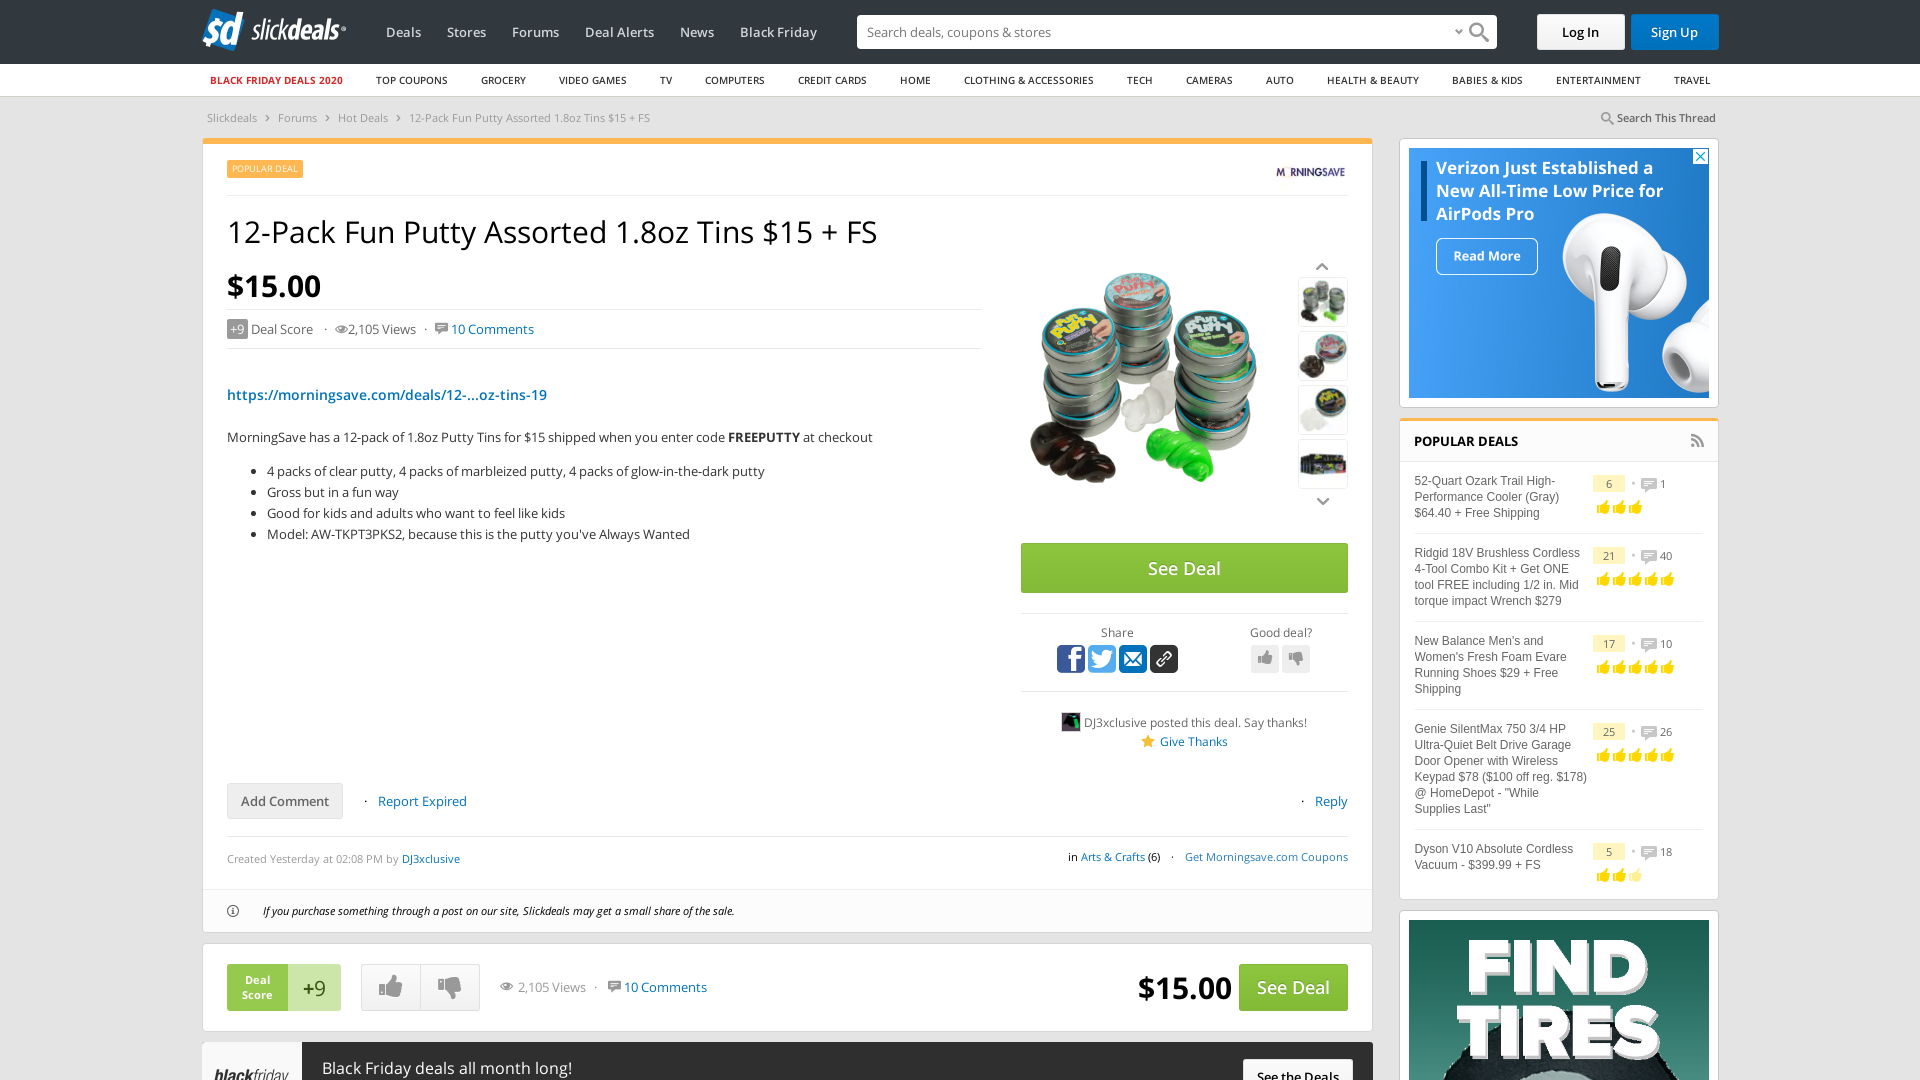 sd slickdeals
Deals Stores Forums Deal Alerts News Black Friday
Search deals, coupons & stores
Log In Sign Up
BLACK FRIDAY DEALS 2020 TOP COUPONS GROCERY VIDEO GAMES TV COMPUTERS CREDIT CARDS HOME CLOTHING & ACCESSORIES TECH CAMERAS AUTO HEALTH & BEAUTY BABIES & KIDS ENTERTAINMENT TRAVEL
Slickdeals › Forums › Hot Deals › 12-Pack Fun Putty Assorted 1.8oz Tins $15 + FS
Search This Thread
POPULAR DEAL
MORNINGSAVE
12-Pack Fun Putty Assorted 1.8oz Tins $15 + FS
$15.00
+9 Deal Score · 2,105 Views · 10 Comments
https://morningsave.com/deals/12-...oz-tins-19
MorningSave has a 12-pack of 1.8oz Putty Tins for $15 shipped when you enter code FREEPUTTY at checkout
• 4 packs of clear putty, 4 packs of marbleized putty, 4 packs of glow-in-the-dark putty
• Gross but in a fun way
• Good for kids and adults who want to feel like kids
• Model: AW-TKPT3PKS2, because this is the putty you've Always Wanted
Fun Putty
Fun Putty
Fun Putty
See Deal
Share
Good deal?
DJ3xclusive posted this deal. Say thanks!
Give Thanks
Add Comment · Report Expired
· Reply
Created Yesterday at 02:08 PM by DJ3xclusive
in Arts & Crafts (6) · Get Morningsave.com Coupons
If you purchase something through a post on our site, Slickdeals may get a small share of the sale.
Deal
Score
+9
2,105 Views · 10 Comments
$15.00
See Deal
blackfriday
Black Friday deals all month long!
See the Deals
Verizon Just Established a
New All-Time Low Price for
AirPods Pro
Read More
POPULAR DEALS
52-Quart Ozark Trail High-
Performance Cooler (Gray)
$64.40 + Free Shipping
6 • 1
Ridgid 18V Brushless Cordless
4-Tool Combo Kit + Get ONE
tool FREE including 1/2 in. Mid
torque impact Wrench $279
21 • 40
New Balance Men's and
Women's Fresh Foam Evare
Running Shoes $29 + Free
Shipping
17 • 10
Genie SilentMax 750 3/4 HP
Ultra-Quiet Belt Drive Garage
Door Opener with Wireless
Keypad $78 ($100 off reg. $178)
@ HomeDepot - "While
Supplies Last"
25 • 26
Dyson V10 Absolute Cordless
Vacuum - $399.99 + FS
5 • 18
FIND
TIRES